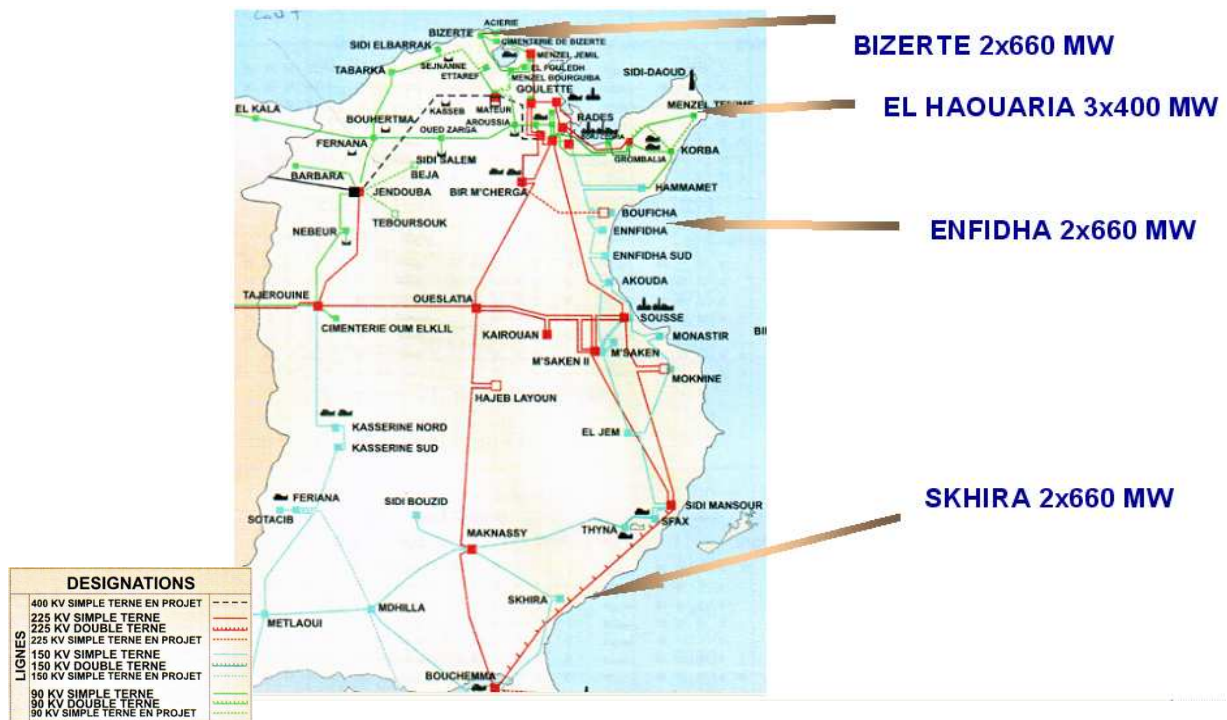 ACIERIE
BIZERTE
CIMENTERIE DE BIZERTE
SIDI ELBARRAK
MENZEL JEMIL
EL FOULEDH
SEJNANNE
ETTAREF
MENZEL BOURGUIBA
TABARKA
GOULETTE
SIDI-DAOUD
EL KALA
KASSEB
MATEUR
RADES
MENZEL
BOUHERTMA
AROUSSIA
OUED ZARGA
FERNANA
GROMBALIA
KORBA
SIDI SALEM
BARBARA
BEJA
HAMMAMET
JENDOUBA
BIR M'CHERGA
TEBOURSOUK
BOUFICHA
NEBEUR
ENNFIDHA
ENNFIDHA SUD
AKOUDA
TAJEROUINE
OUESLATIA
SOUSSE
CIMENTERIE OUM ELKLIL
KAIROUAN
MONASTIR
M'SAKEN II
M'SAKEN
MOKNINE
HAJEB LAYOUN
KASSERINE NORD
EL JEM
KASSERINE SUD
FERIANA
SIDI BOUZID
SIDI MANSOUR
SOTACIB
SFAX
THYNA
MAKNASSY
SKHIRA
MDHILLA
METLAOUI
BOUCHEMMA
BIZERTE 2x660 MW
EL HAOUARIA 3x400 MW
ENFIDHA 2x660 MW
SKHIRA 2x660 MW
DESIGNATIONS
LIGNES
400 KV SIMPLE TERNE EN PROJET
225 KV SIMPLE TERNE
225 KV DOUBLE TERNE
225 KV SIMPLE TERNE EN PROJET
150 KV SIMPLE TERNE
150 KV DOUBLE TERNE
150 KV SIMPLE TERNE EN PROJET
90 KV SIMPLE TERNE
90 KV DOUBLE TERNE
90 KV SIMPLE TERNE EN PROJET